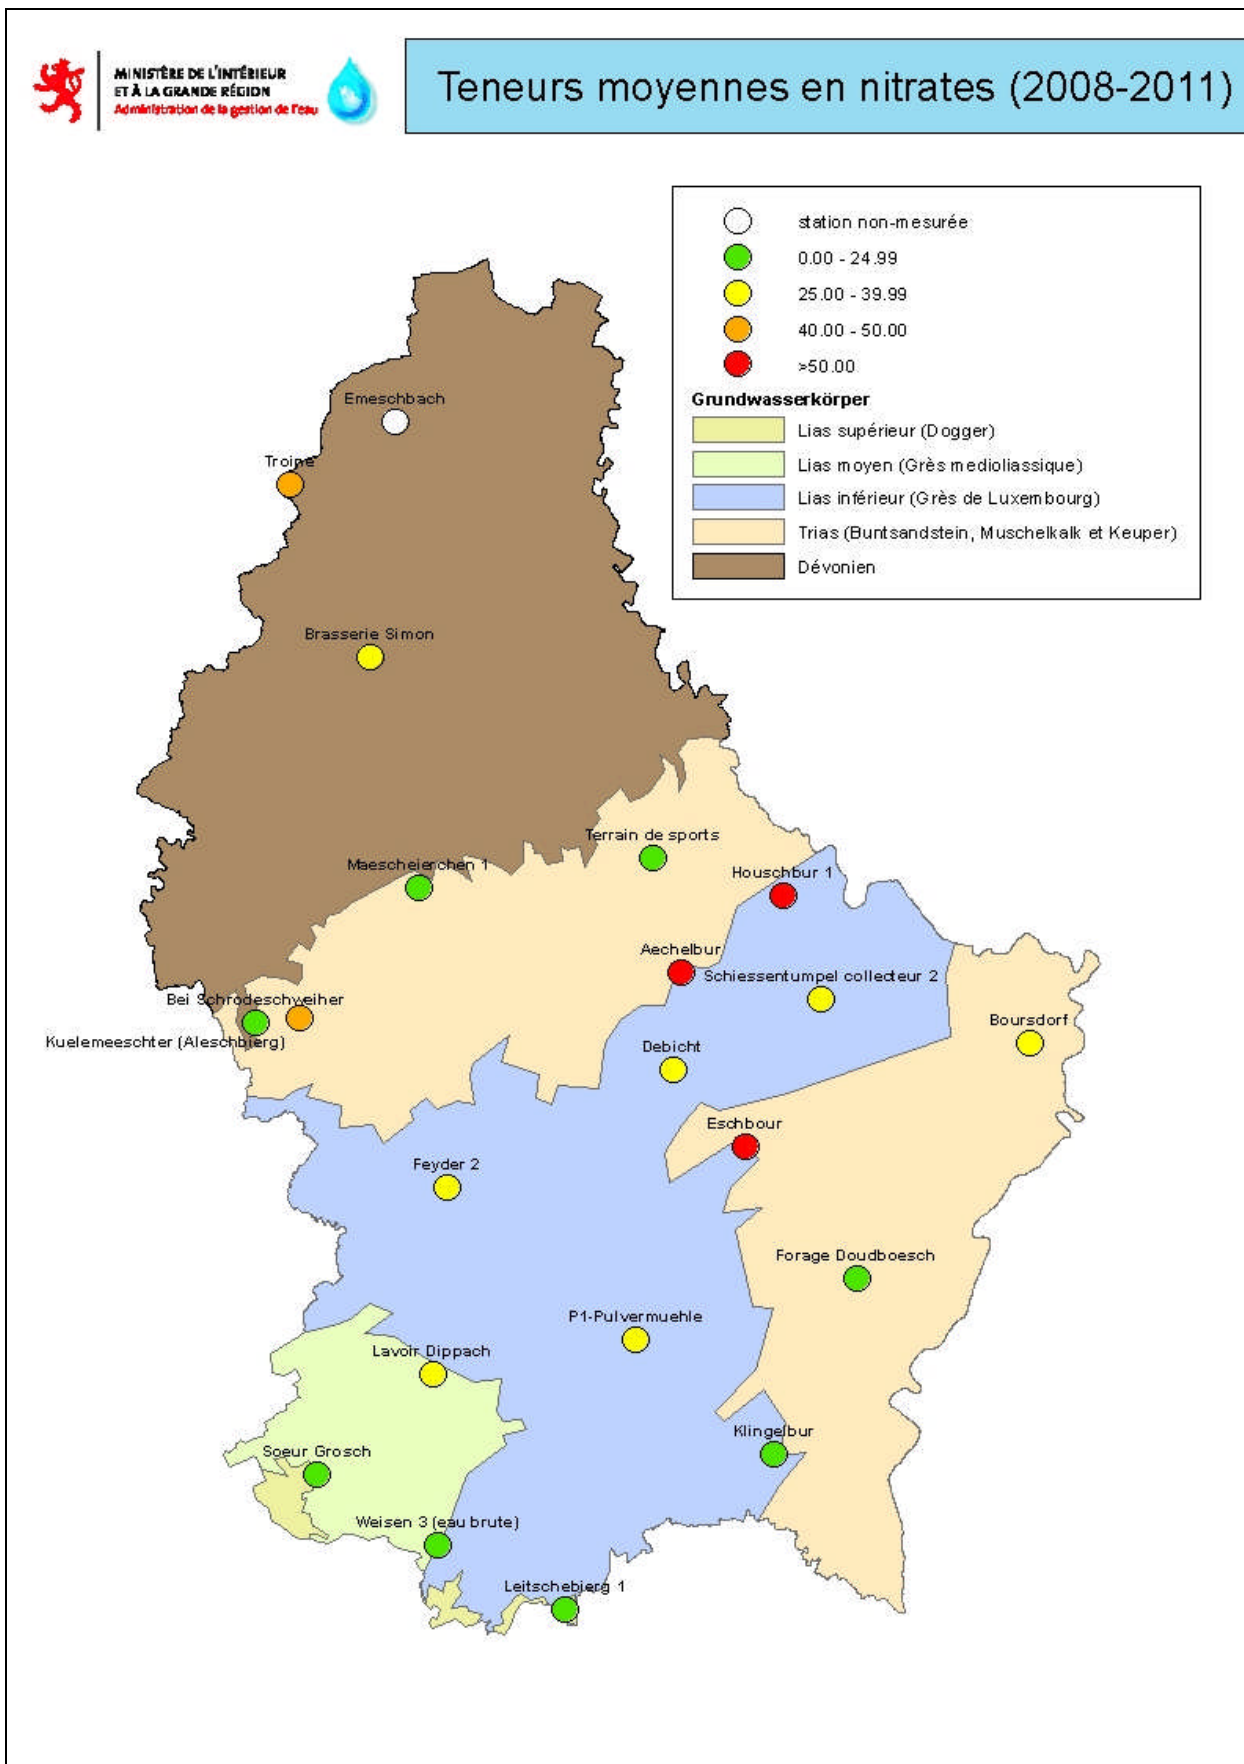 MINISTÈRE DE L'INTÉRIEUR
ET À LA GRANDE RÉGION
Administration de la gestion de l'eau
Teneurs moyennes en nitrates (2008-2011)
station non-mesurée
0.00 - 24.99
25.00 - 39.99
40.00 - 50.00
>50.00
Grundwasserkörper
Lias supérieur (Dogger)
Lias moyen (Grès medioliassique)
Lias inférieur (Grès de Luxembourg)
Trias (Buntsandstein, Muschelkalk et Keuper)
Dévonien
Emeschbach
Troine
Brasserie Simon
Terrain de sports
Maescheierchen 1
Houschbur 1
Aechelbur
Schiessentumpel collecteur 2
Bei Schrodeschweiher
Boursdorf
Kuelemeeschter (Aleschbierg)
Debicht
Eschbour
Feyder 2
Forage Doudboesch
P1-Pulvermuehle
Lavoir Dippach
Klingelbur
Soeur Grosch
Weisen 3 (eau brute)
Leitschebierg 1